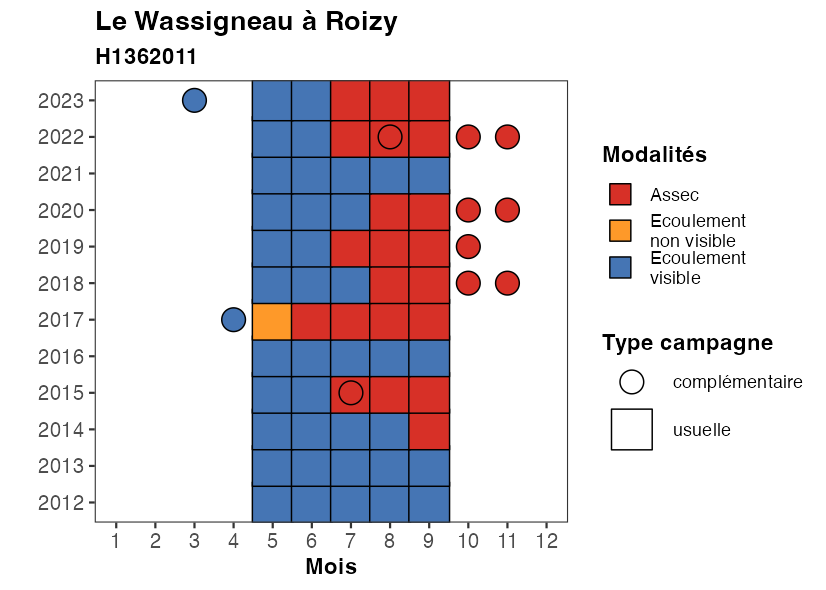 Le Wassigneau à Roizy
H1362011
2023
2022
2021
2020
2019
2018
2017
2016
2015
2014
2013
2012
1 2 3 4 5 6 7 8 9 10 11 12
Mois
Modalités
Assec
Ecoulement
non visible
Ecoulement
visible
Type campagne
complémentaire
usuelle